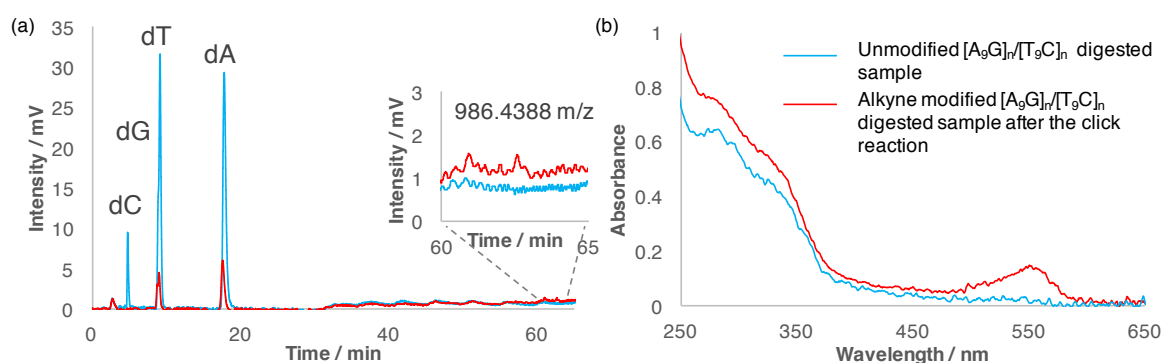 (a)
Intensity / mV
35
30
25
20
15
10
5
0
dC
dG
dT
dA
0
20
40
60
Time / min
986.4388 m/z
Intensity / mV
3
2
1
0
60
65
Time / min
(b)
Absorbance
1
0.8
0.6
0.4
0.2
0
250
350
450
550
650
Wavelength / nm
Unmodified [A₉G]ₙ/[T₉C]ₙ digested
sample
Alkyne modified [A₉G]ₙ/[T₉C]ₙ
digested sample after the click
reaction